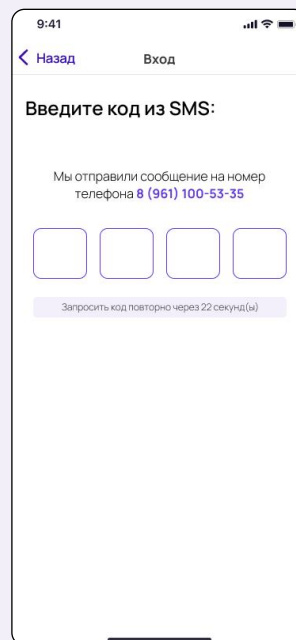 9:41
Назад
Вход
Введите код из SMS:
Мы отправили сообщение на номер
телефона 8 (961) 100-53-35
Запросить код повторно через 22 секунд(ы)